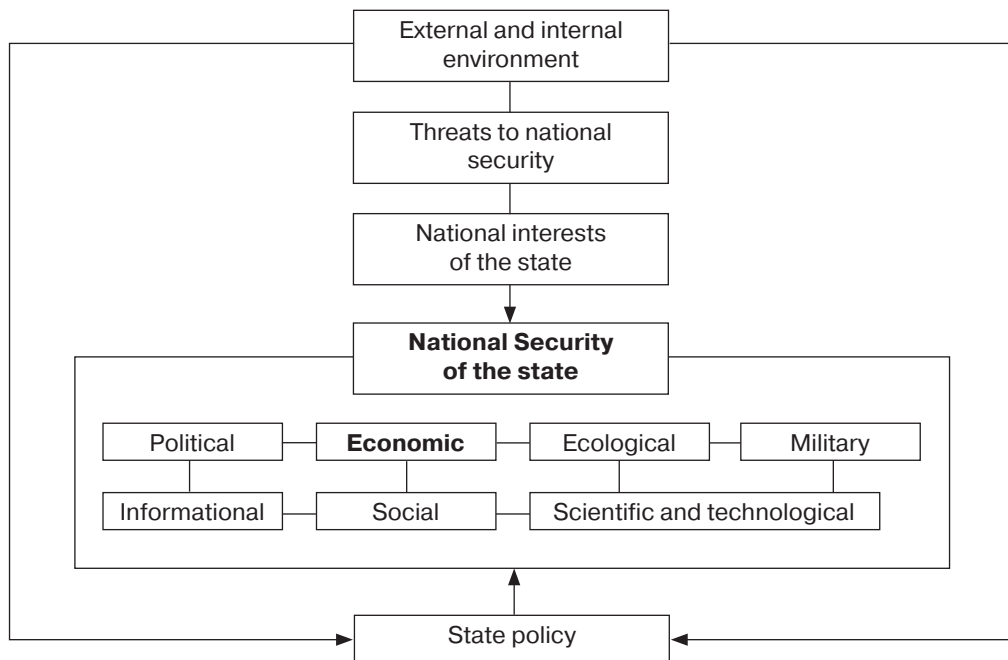 External and internal
environment
Threats to national
security
National interests
of the state
National Security
of the state
Political
Economic
Ecological
Military
Informational
Social
Scientific and technological
State policy